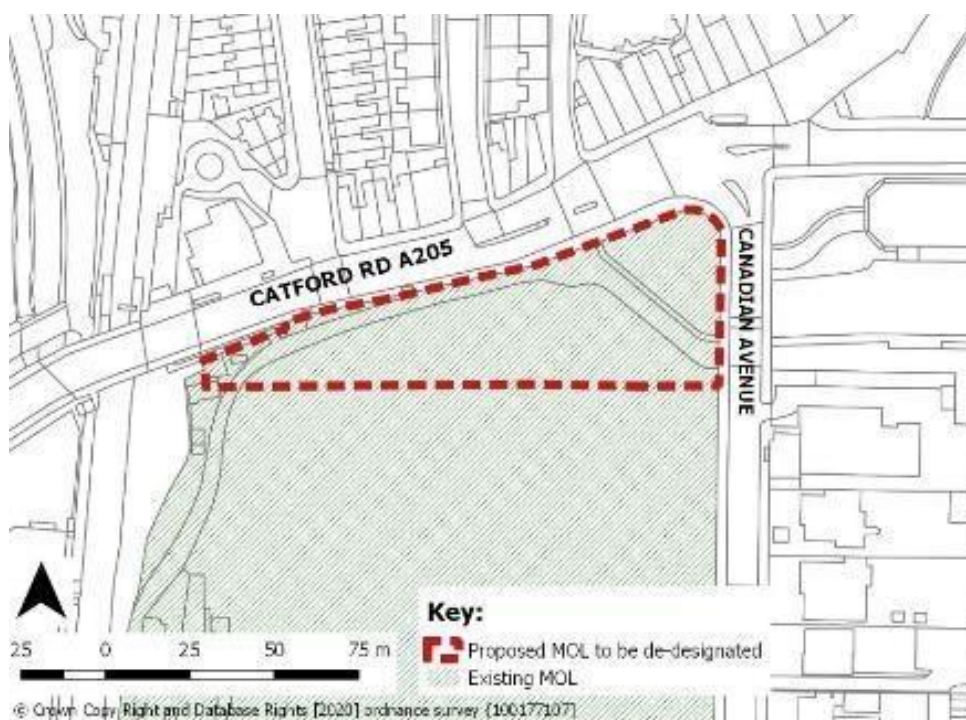 CATFORD RD A205
CANADIAN AVENUE
Key:
Proposed MOL to be de-designated
Existing MOL
25 0 25 50 75 m
© Crown Copy Right and Database Rights [2020] ordnance survey (100177107)